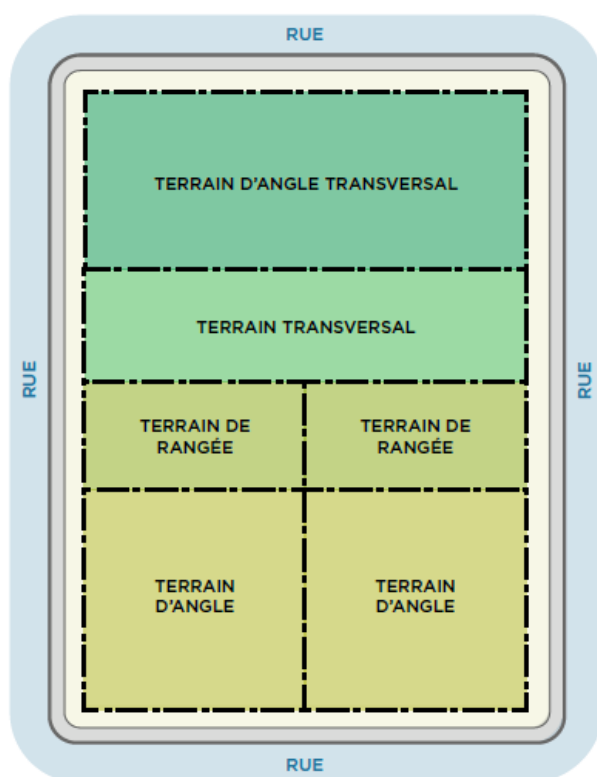 RUE
TERRAIN D'ANGLE TRANSVERSAL
TERRAIN TRANSVERSAL
RUE
RUE
TERRAIN DE
RANGÉE
TERRAIN DE
RANGÉE
TERRAIN
D'ANGLE
TERRAIN
D'ANGLE
RUE